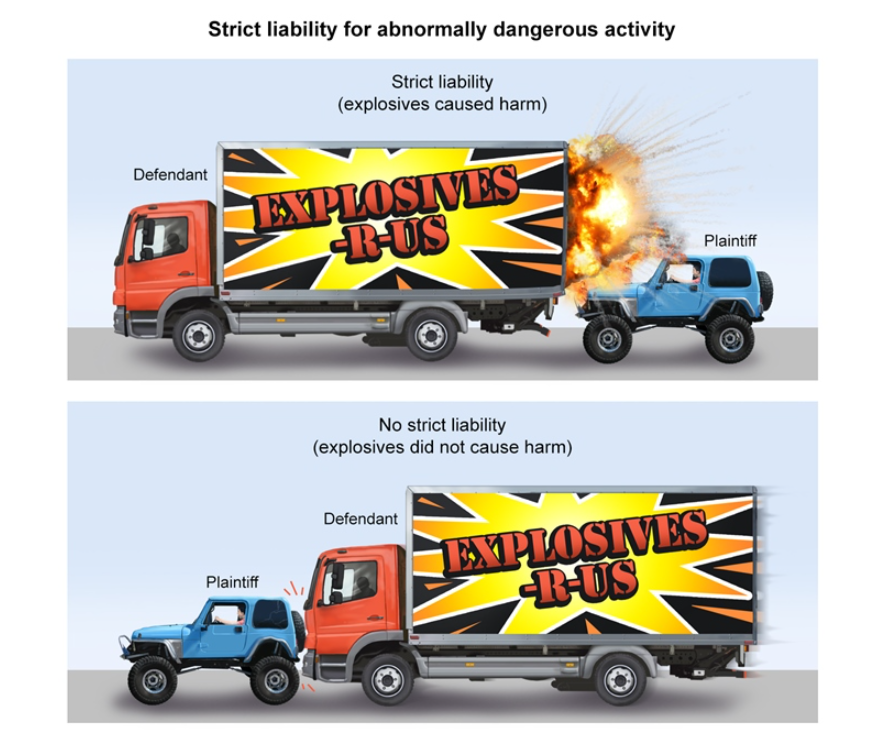 Strict liability for abnormally dangerous activity
Strict liability
(explosives caused harm)
Defendant
EXPLOSIVES
-R-US
Plaintiff
No strict liability
(explosives did not cause harm)
Defendant
EXPLOSIVES
-R-US
Plaintiff